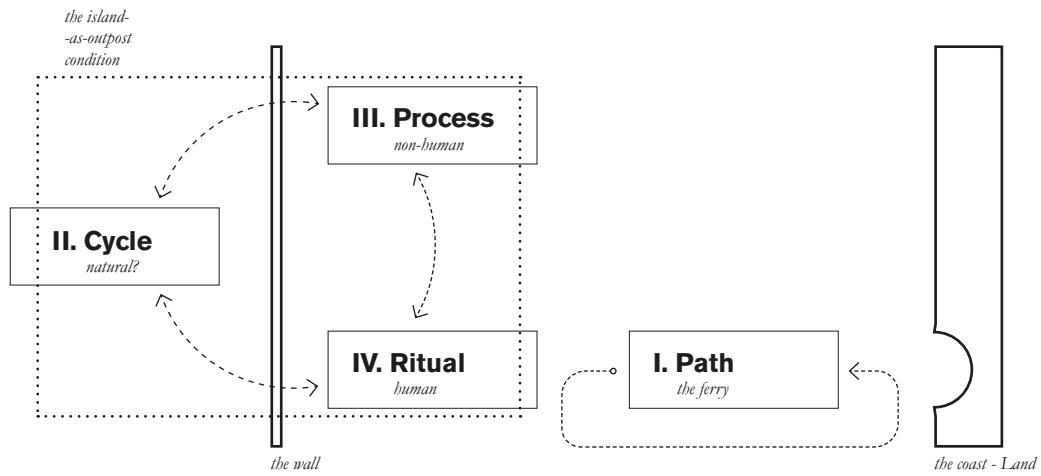 the island-
-as-outpost
condition
III. Process
non-human
II. Cycle
natural?
IV. Ritual
human
I. Path
the ferry
the wall
the coast - Land